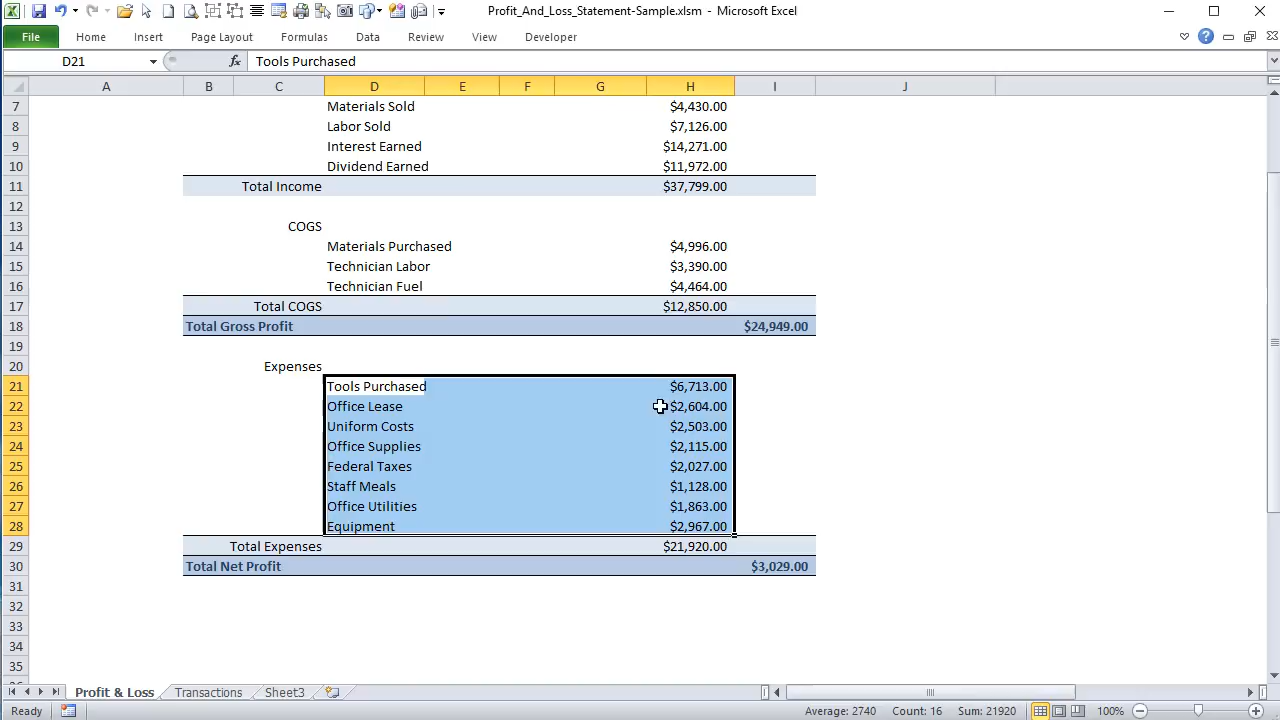 Profit_And_Loss_Statement-Sample.xlsm - Microsoft Excel
File Home Insert Page Layout Formulas Data Review View Developer
D21 fx Tools Purchased
A B C D E F G H I J
7 Materials Sold $4,430.00
8 Labor Sold $7,126.00
9 Interest Earned $14,271.00
10 Dividend Earned $11,972.00
11 Total Income $37,799.00
12
13 COGS
14 Materials Purchased $4,996.00
15 Technician Labor $3,390.00
16 Technician Fuel $4,464.00
17 Total COGS $12,850.00
18 Total Gross Profit $24,949.00
19
20 Expenses
21 Tools Purchased $6,713.00
22 Office Lease $2,604.00
23 Uniform Costs $2,503.00
24 Office Supplies $2,115.00
25 Federal Taxes $2,027.00
26 Staff Meals $1,128.00
27 Office Utilities $1,863.00
28 Equipment $2,967.00
29 Total Expenses $21,920.00
30 Total Net Profit $3,029.00
31
32
33
34
35
Profit & Loss Transactions Sheet3
Ready Average: 2740 Count: 16 Sum: 21920 100%